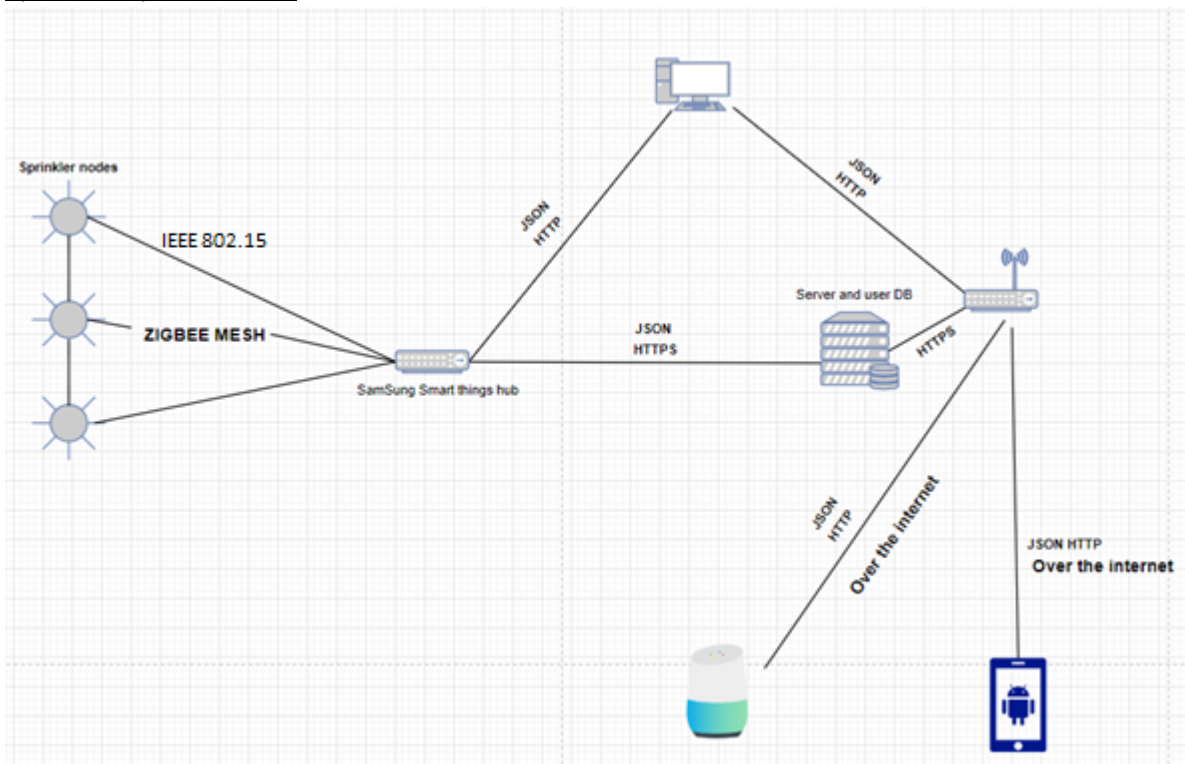 Sprinkler nodes
IEEE 802.15
ZIGBEE MESH
SamSung Smart things hub
JSON
HTTP
JSON
HTTP
Server and user DB
JSON
HTTPS
HTTPS
JSON
HTTP
Over the internet
JSON HTTP
Over the internet